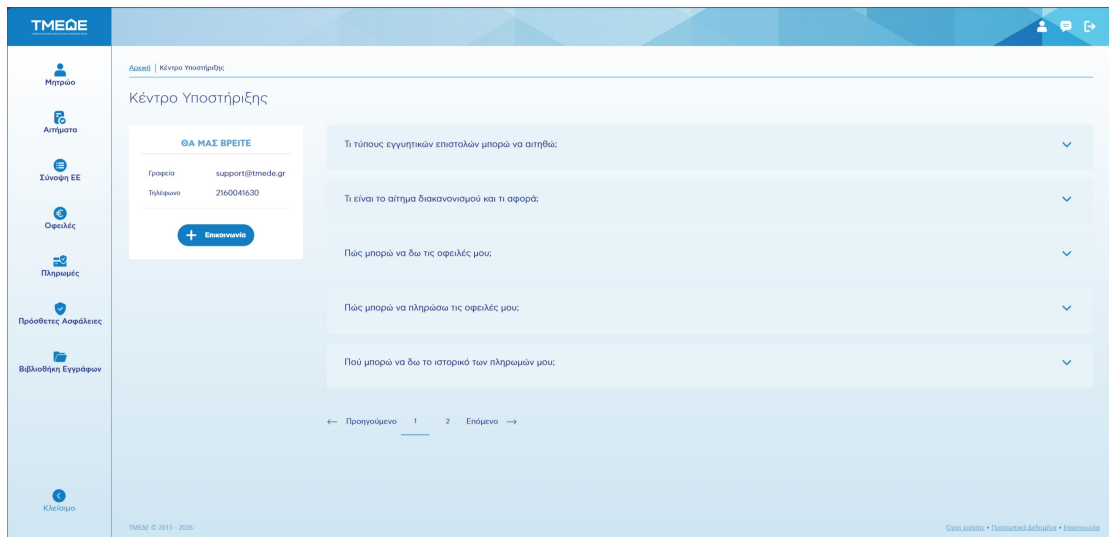 ΤΜΕΔΕ
Μητρώο
Αιτήματα
Σύνοψη ΕΕ
Οφειλές
Πληρωμές
Πρόσθετες Ασφάλειες
Βιβλιοθήκη Εγγράφων
Κλείσιμο
Αρχική | Κέντρο Υποστήριξης
Κέντρο Υποστήριξης
ΘΑ ΜΑΣ ΒΡΕΙΤΕ
Γραφεία support@tmede.gr
Τηλέφωνο 2160041630
+ Επικοινωνία
Τι τύπους εγγυητικών επιστολών μπορώ να αιτηθώ;
Τι είναι το αίτημα διακανονισμού και τι αφορά;
Πώς μπορώ να δω τις οφειλές μου;
Πώς μπορώ να πληρώσω τις οφειλές μου;
Πού μπορώ να δω το ιστορικό των πληρωμών μου;
← Προηγούμενο 1 2 Επόμενο →
ΤΜΕΔΕ © 2013 - 2026
Όροι χρήσης • Προσωπικά Δεδομένα • Επικοινωνία